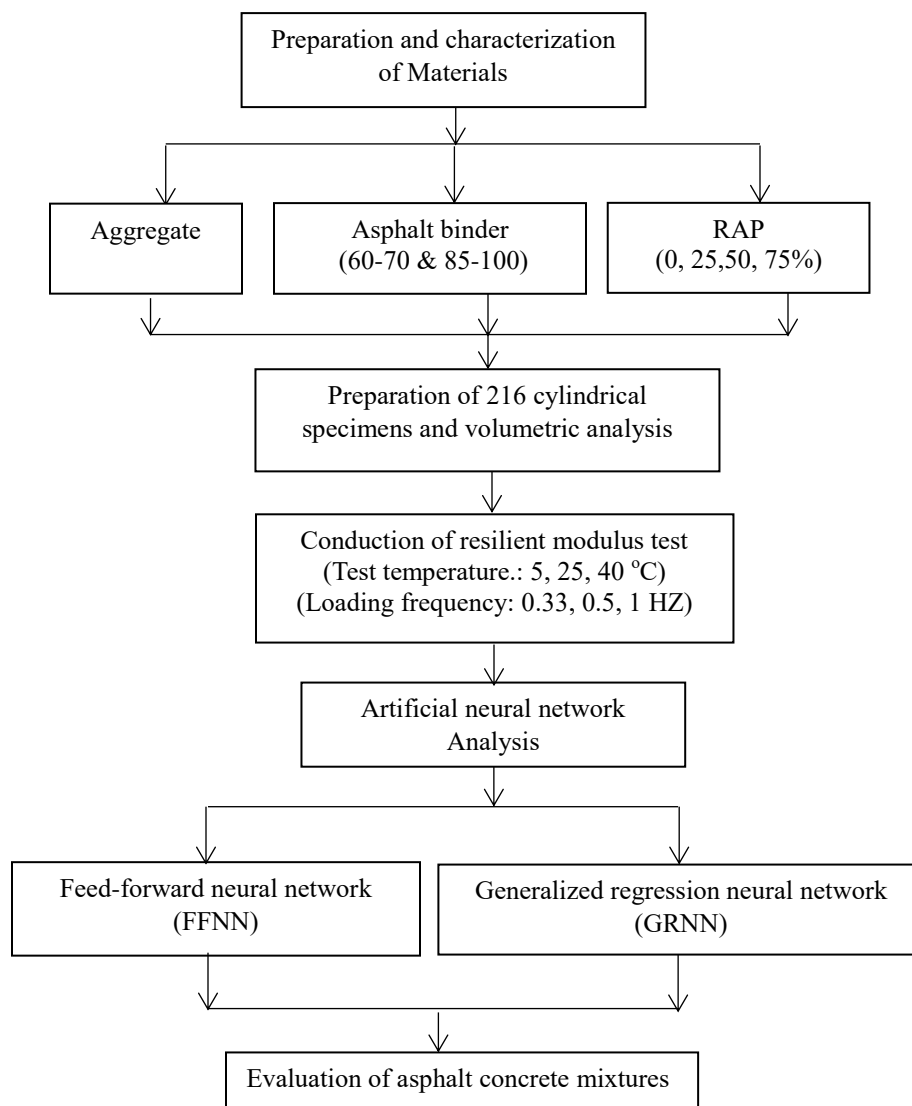 Preparation and characterization
of Materials
Aggregate
Asphalt binder
(60-70 & 85-100)
RAP
(0, 25,50, 75%)
Preparation of 216 cylindrical
specimens and volumetric analysis
Conduction of resilient modulus test
(Test temperature.: 5, 25, 40 °C)
(Loading frequency: 0.33, 0.5, 1 HZ)
Artificial neural network
Analysis
Feed-forward neural network
(FFNN)
Generalized regression neural network
(GRNN)
Evaluation of asphalt concrete mixtures